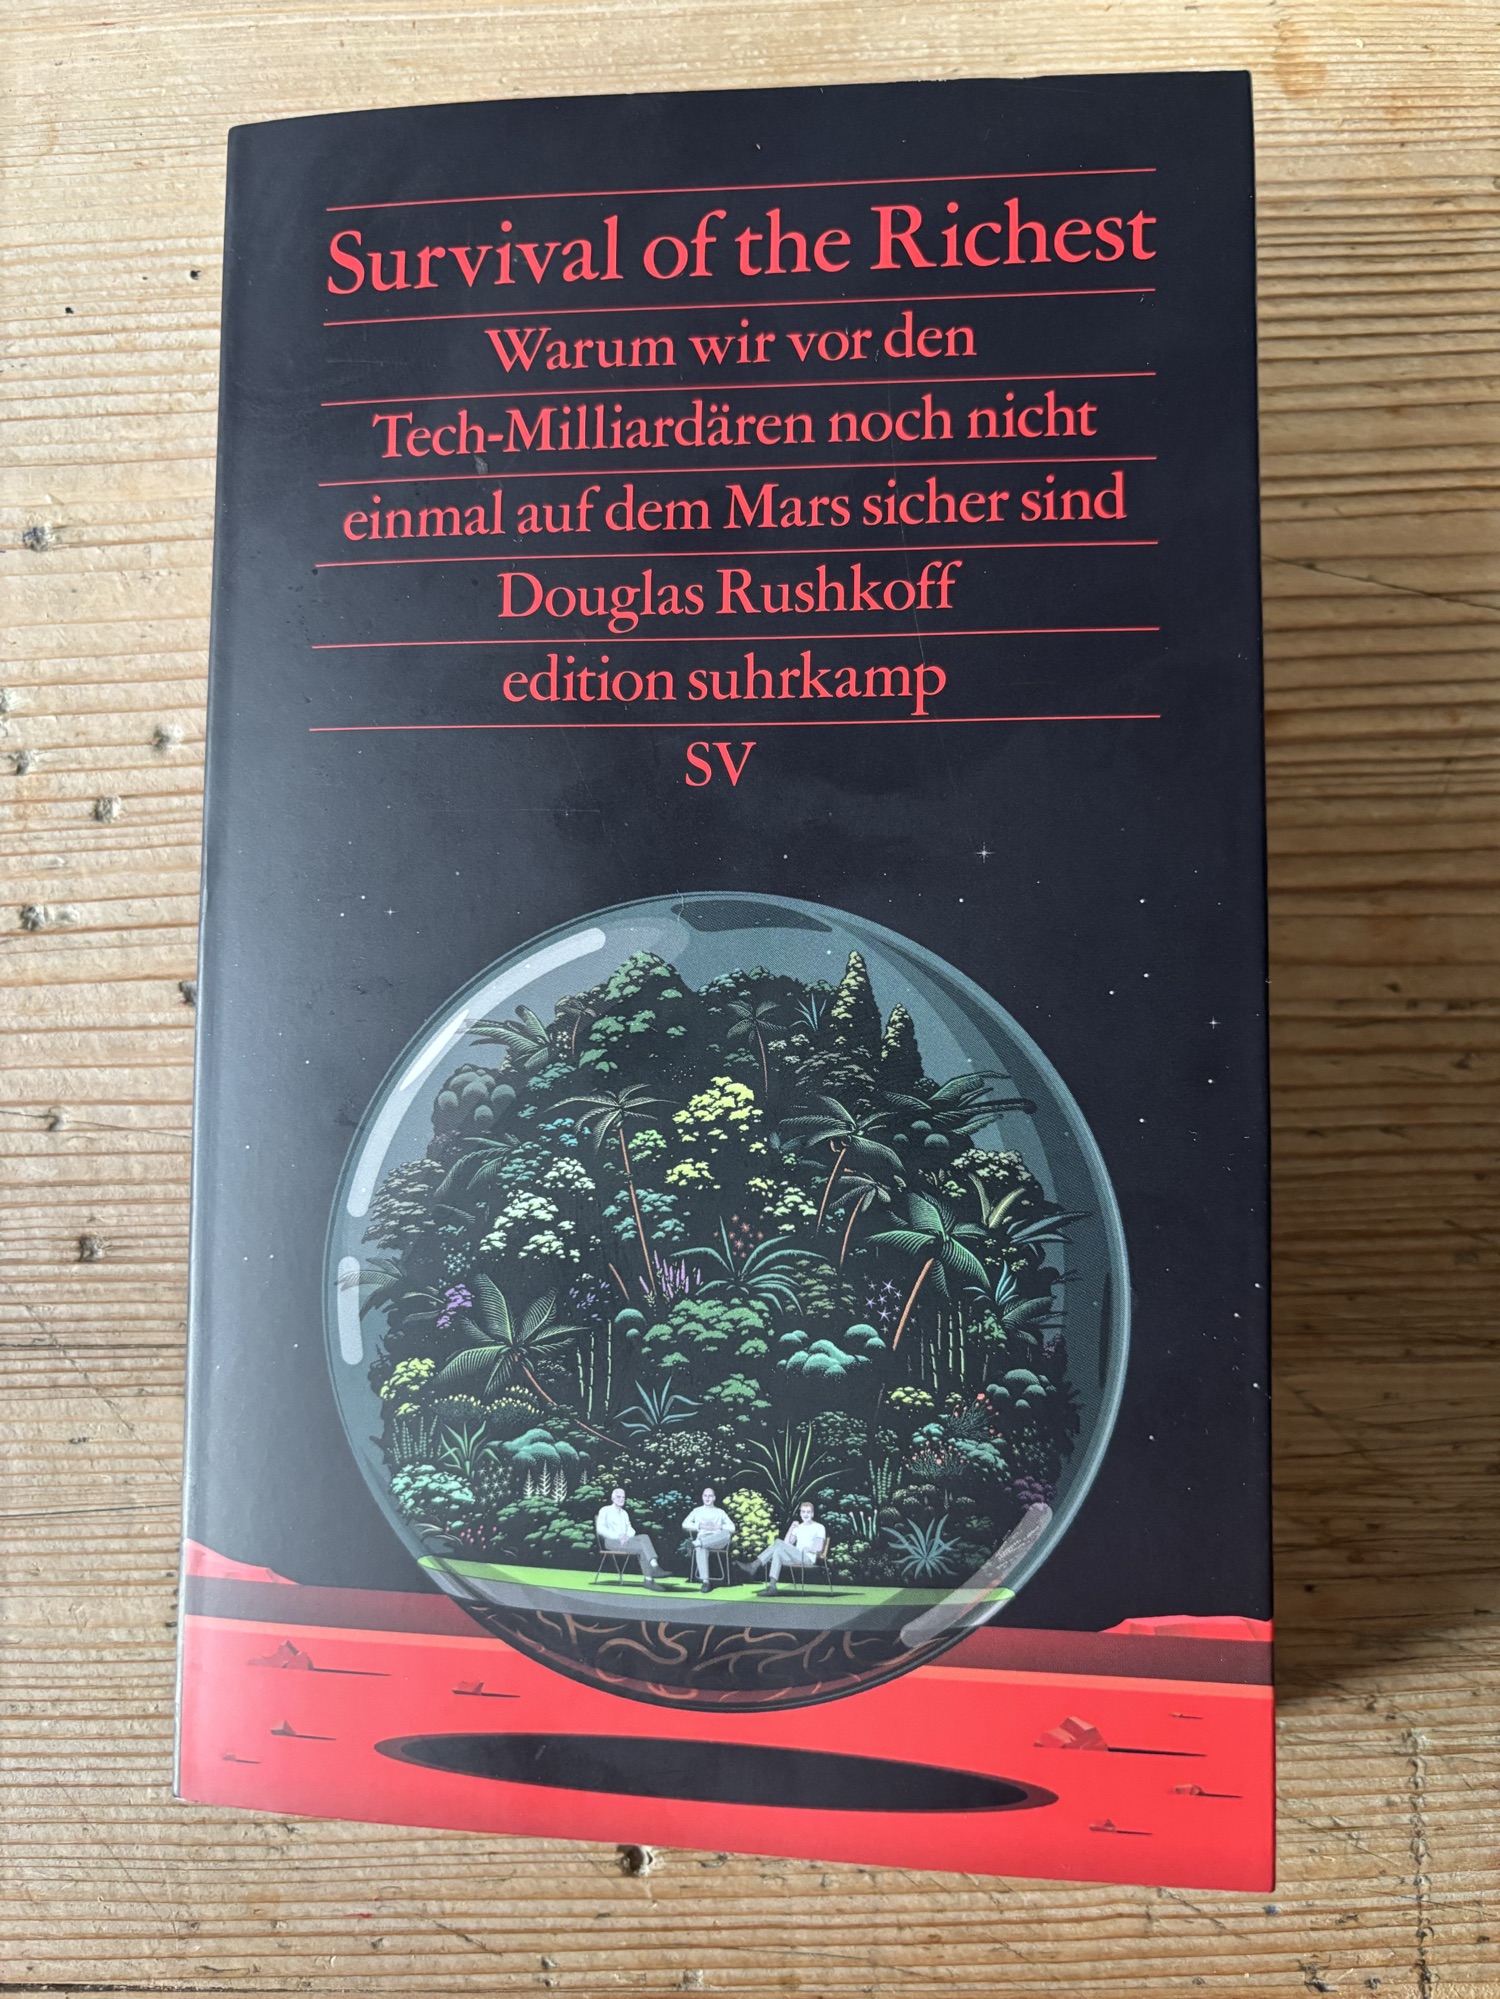 Survival of the Richest
Warum wir vor den
Tech-Milliardären noch nicht
einmal auf dem Mars sicher sind
Douglas Rushkoff
edition suhrkamp
SV